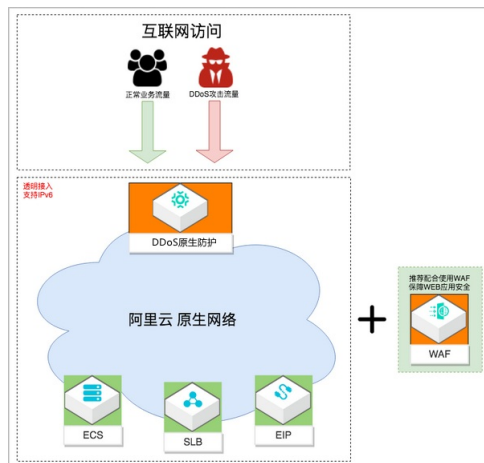 互联网访问
正常业务流量
DDoS攻击流量
透明接入
支持IPv6
DDoS原生防护
阿里云 原生网络
ECS
SLB
EIP
推荐配合使用WAF
保障WEB应用安全
WAF